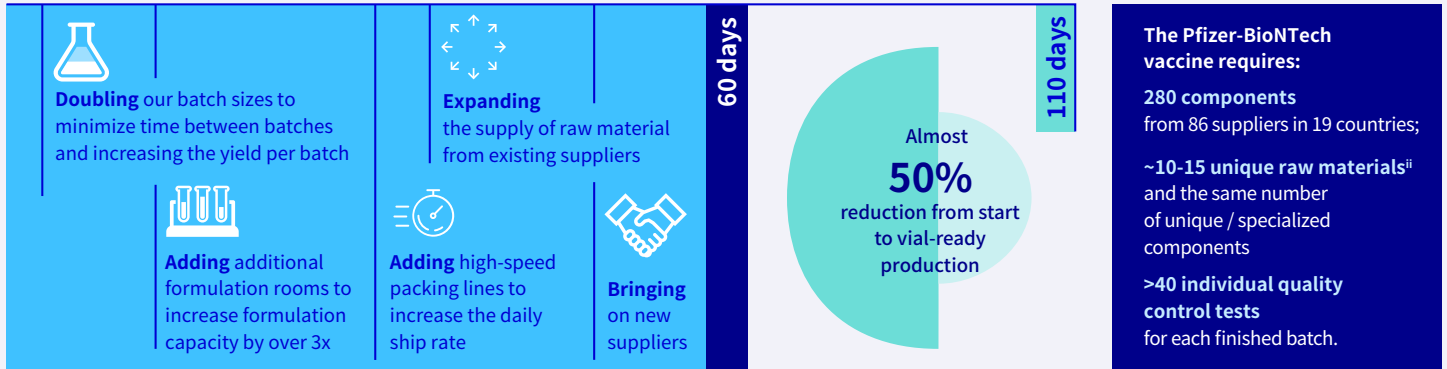 Doubling our batch sizes to
minimize time between batches
and increasing the yield per batch
Expanding
the supply of raw material
from existing suppliers
Adding additional
formulation rooms to
increase formulation
capacity by over 3x
Adding high-speed
packing lines to
increase the daily
ship rate
Bringing
on new
suppliers
60 days
Almost
50%
reduction from start
to vial-ready
production
110 days
The Pfizer-BioNTech
vaccine requires:
280 components
from 86 suppliers in 19 countries;
~10-15 unique raw materialsⁱⁱ
and the same number
of unique / specialized
components
>40 individual quality
control tests
for each finished batch.